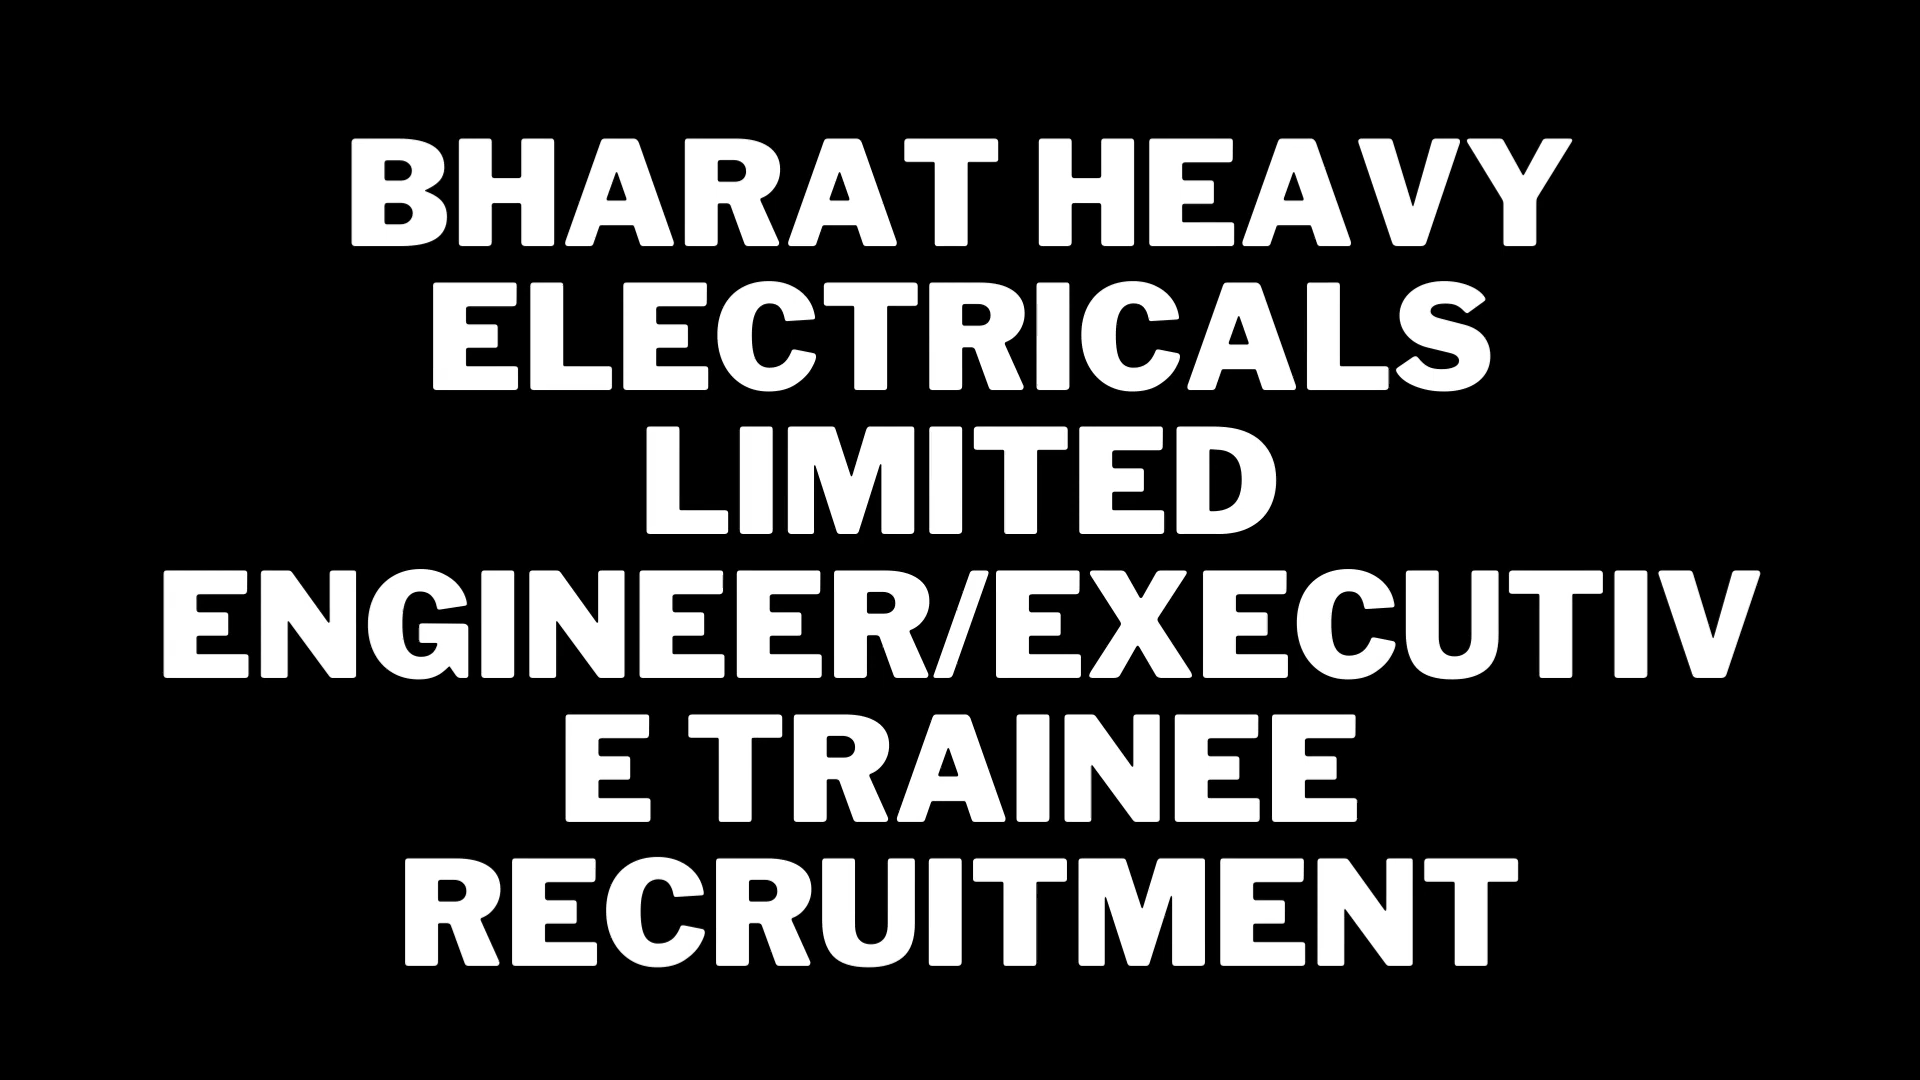 BHARAT HEAVY
ELECTRICALS
LIMITED
ENGINEER/EXECUTIV
E TRAINEE
RECRUITMENT